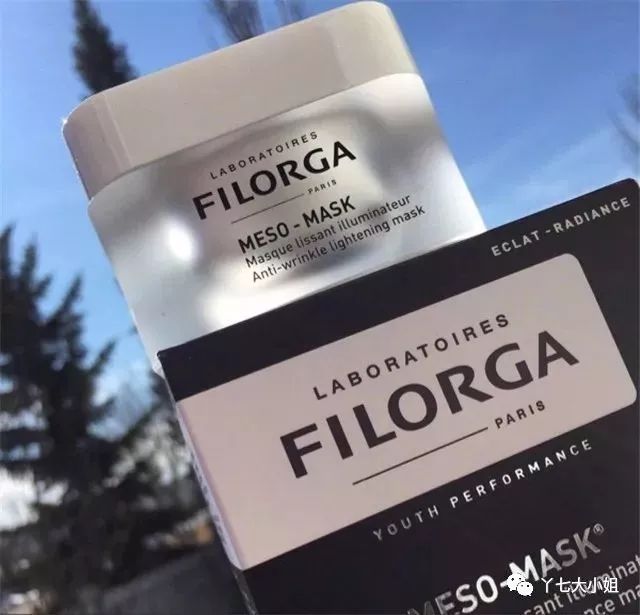 LABORATOIRES
FILORGA
PARIS
MESO-MASK
Masque lissant illuminateur
Anti-wrinkle lightening mask
ECLAT-RADIANCE
LABORATOIRES
FILORGA
PARIS
YOUTH PERFORMANCE
MESO-MASK®
丫七大小姐